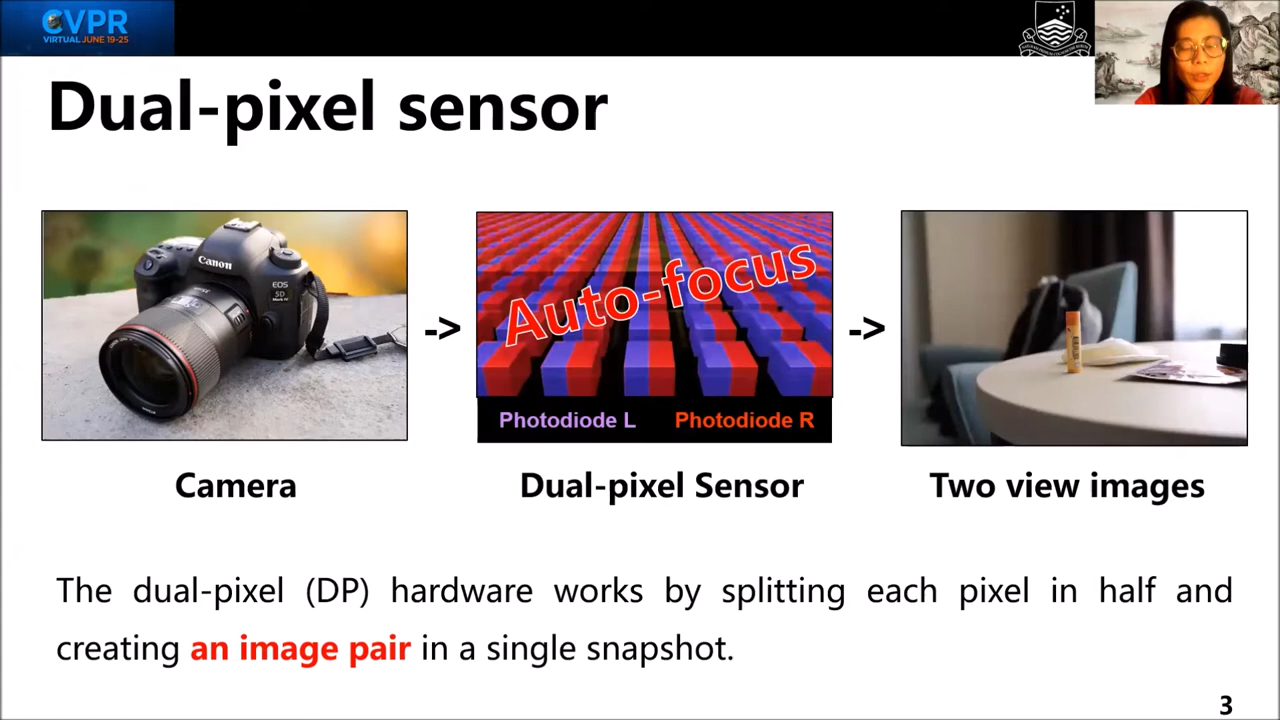 CVPR
VIRTUAL JUNE 19-25
Dual-pixel sensor
Canon
EOS
5D
Mark IV
->
Auto-focus
Photodiode L
Photodiode R
->
Camera
Dual-pixel Sensor
Two view images
The dual-pixel (DP) hardware works by splitting each pixel in half and
creating an image pair in a single snapshot.
3